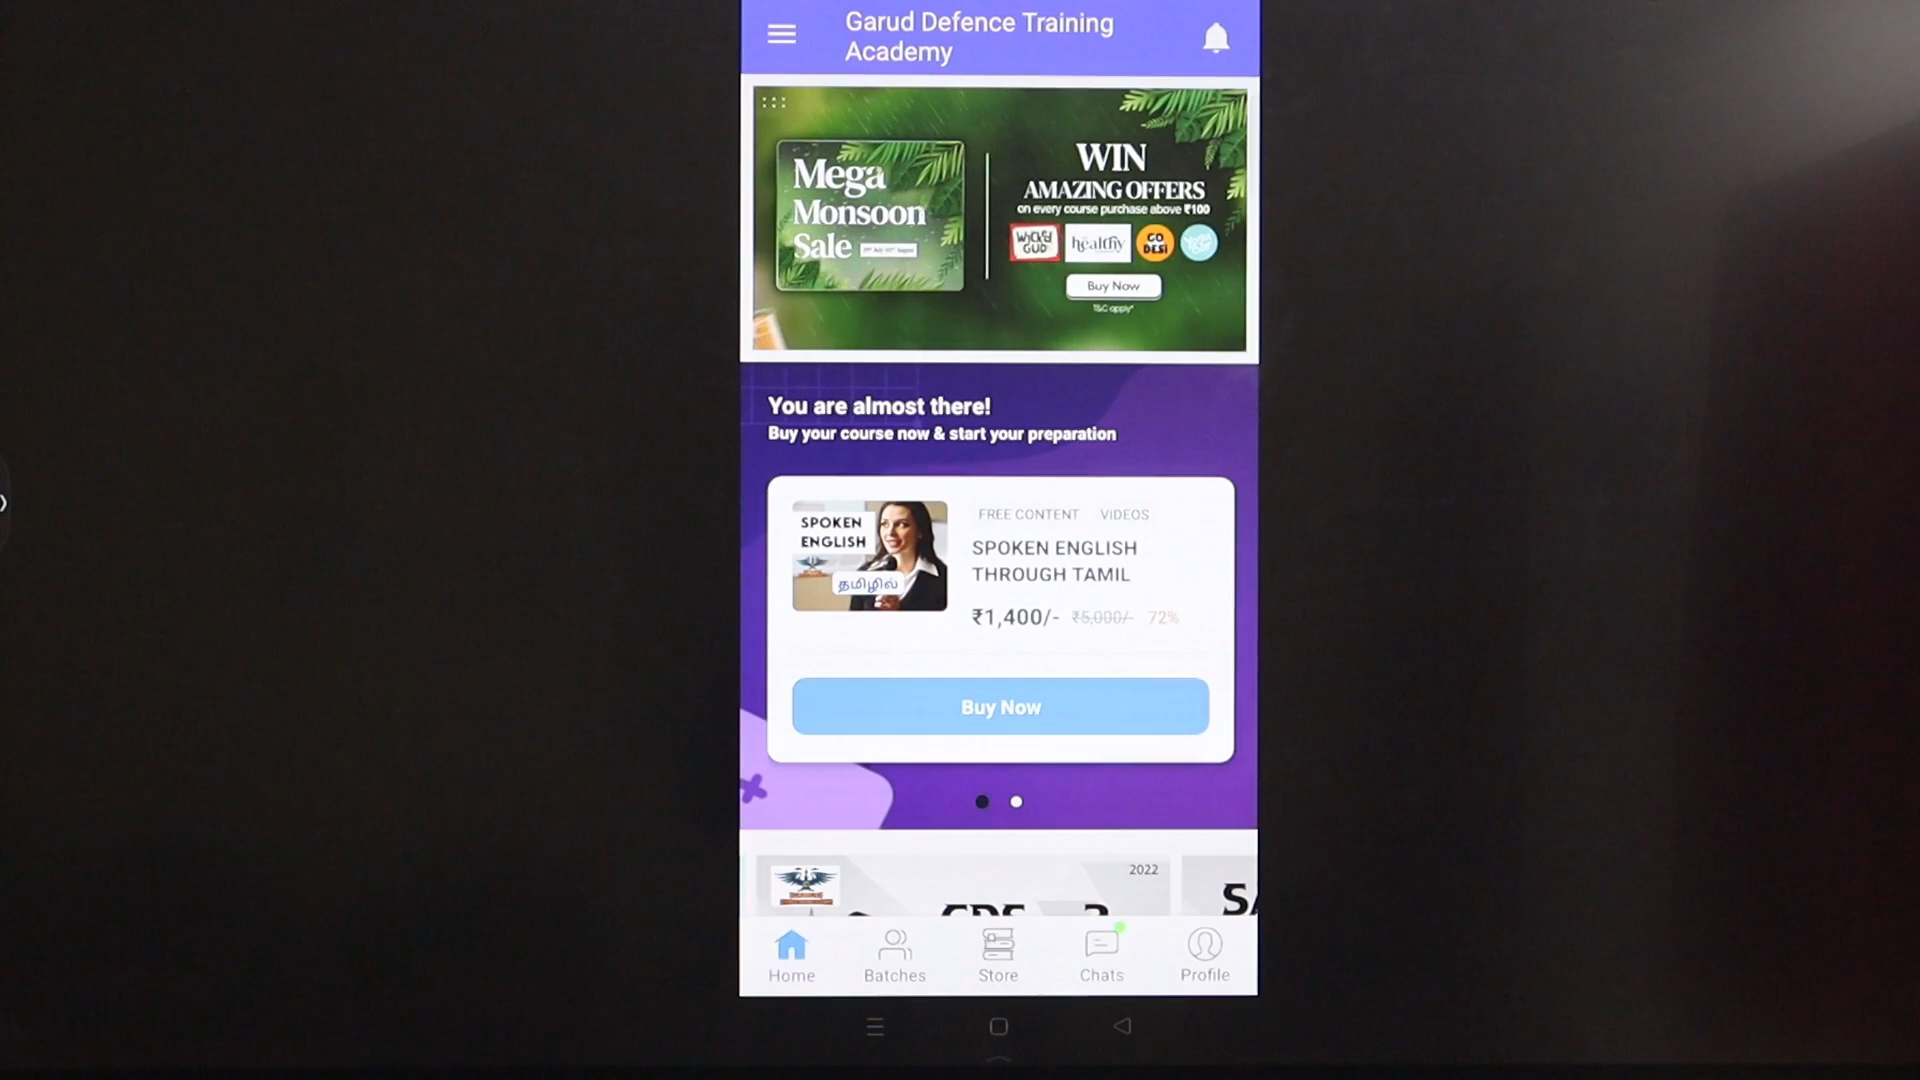 Garud Defence Training
Academy
Mega
Monsoon
Sale
WIN
AMAZING OFFERS
on every course purchase above ₹100
WICKED
GUD
healthy
GO
DESI
Buy Now
T&C apply*
You are almost there!
Buy your course now & start your preparation
SPOKEN
ENGLISH
தமிழில்
FREE CONTENT VIDEOS
SPOKEN ENGLISH
THROUGH TAMIL
₹1,400/- ₹5,000/- 72%
Buy Now
2022
Home Batches Store Chats Profile